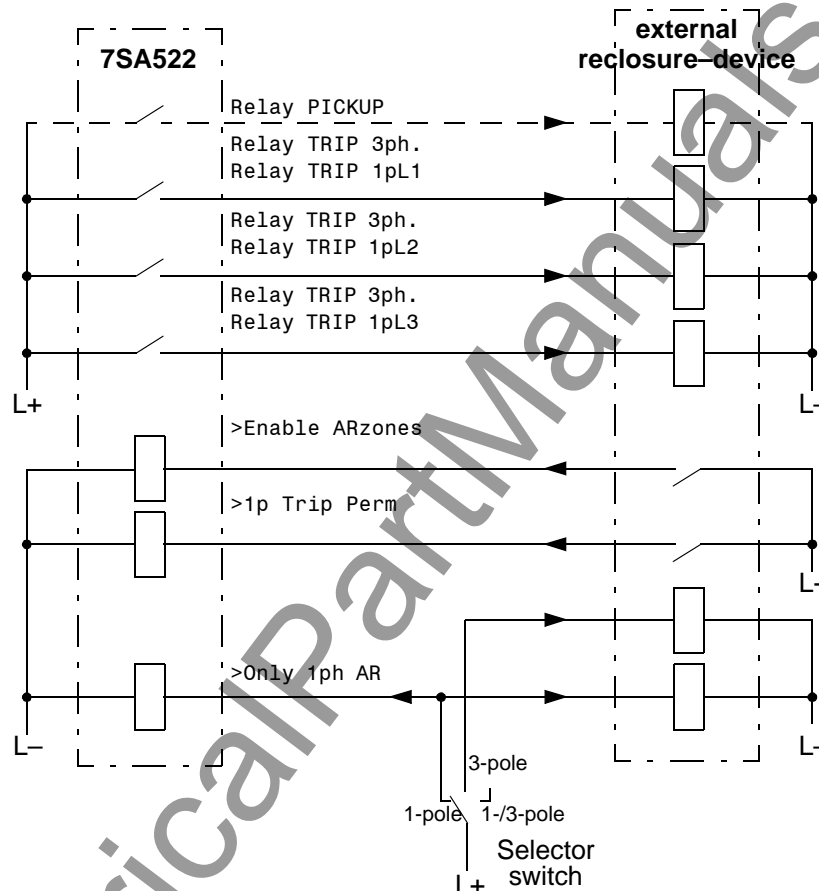 7SA522
external
reclosure–device
Relay PICKUP
Relay TRIP 3ph.
Relay TRIP 1pL1
Relay TRIP 3ph.
Relay TRIP 1pL2
Relay TRIP 3ph.
Relay TRIP 1pL3
L+
L-
>Enable ARzones
>1p Trip Perm
L-
>Only 1ph AR
L–
L-
3-pole
1-pole
1-/3-pole
Selector
switch
L+
ricalPartManuals